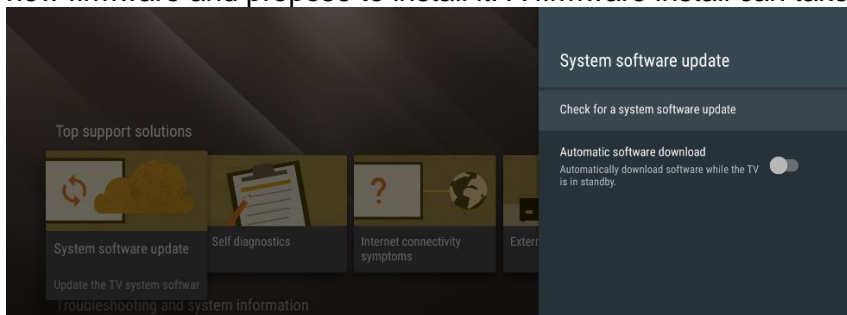 System software update
Check for a system software update
Top support solutions
Automatic software download
Automatically download software while the TV
is in standby.
?
System software update
Self diagnostics
Internet connectivity
symptoms
Extern
Update the TV system softwar
Troubleshooting and system information